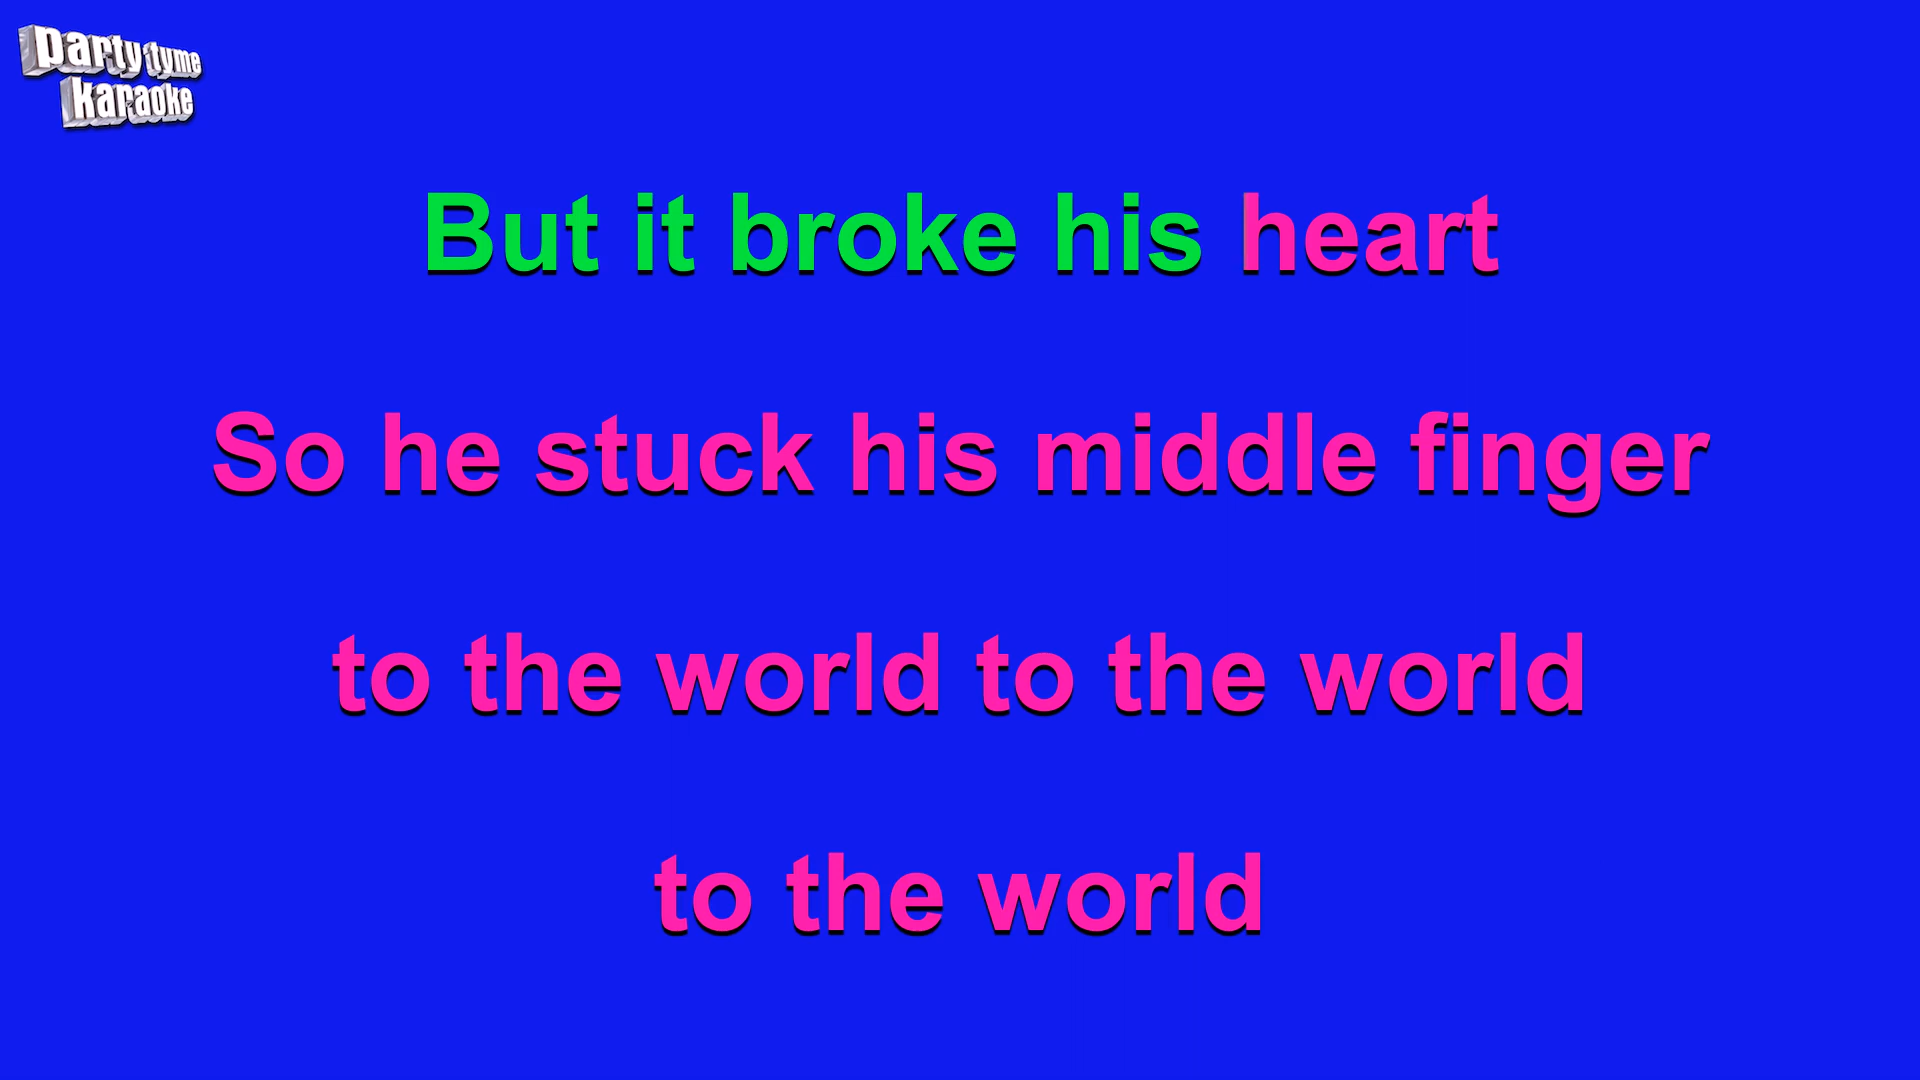 party tyme
karaoke
But it broke his heart
So he stuck his middle finger
to the world to the world
to the world